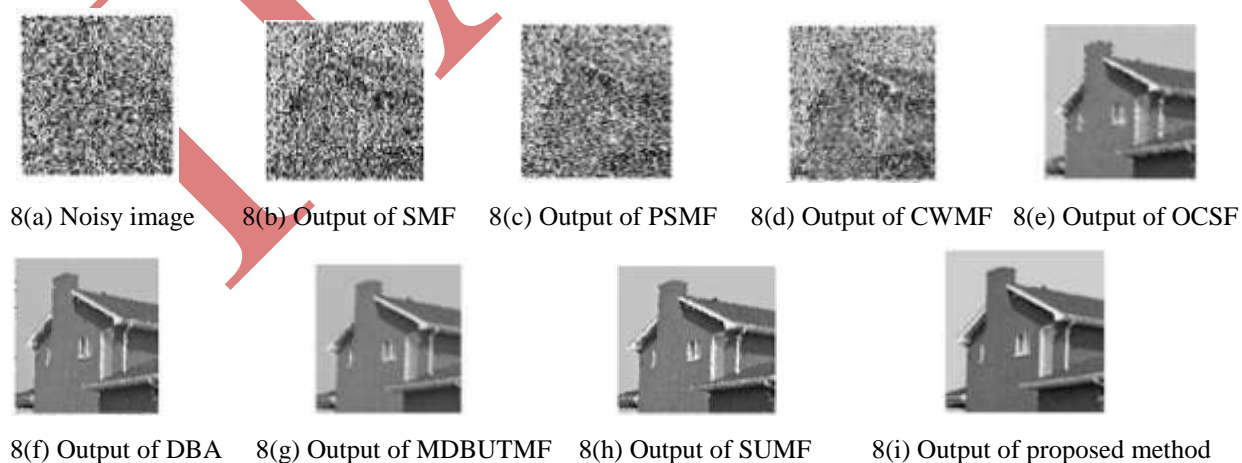 8(a) Noisy image 8(b) Output of SMF 8(c) Output of PSMF 8(d) Output of CWMF 8(e) Output of OCSF
8(f) Output of DBA 8(g) Output of MDBUTMF 8(h) Output of SUMF 8(i) Output of proposed method